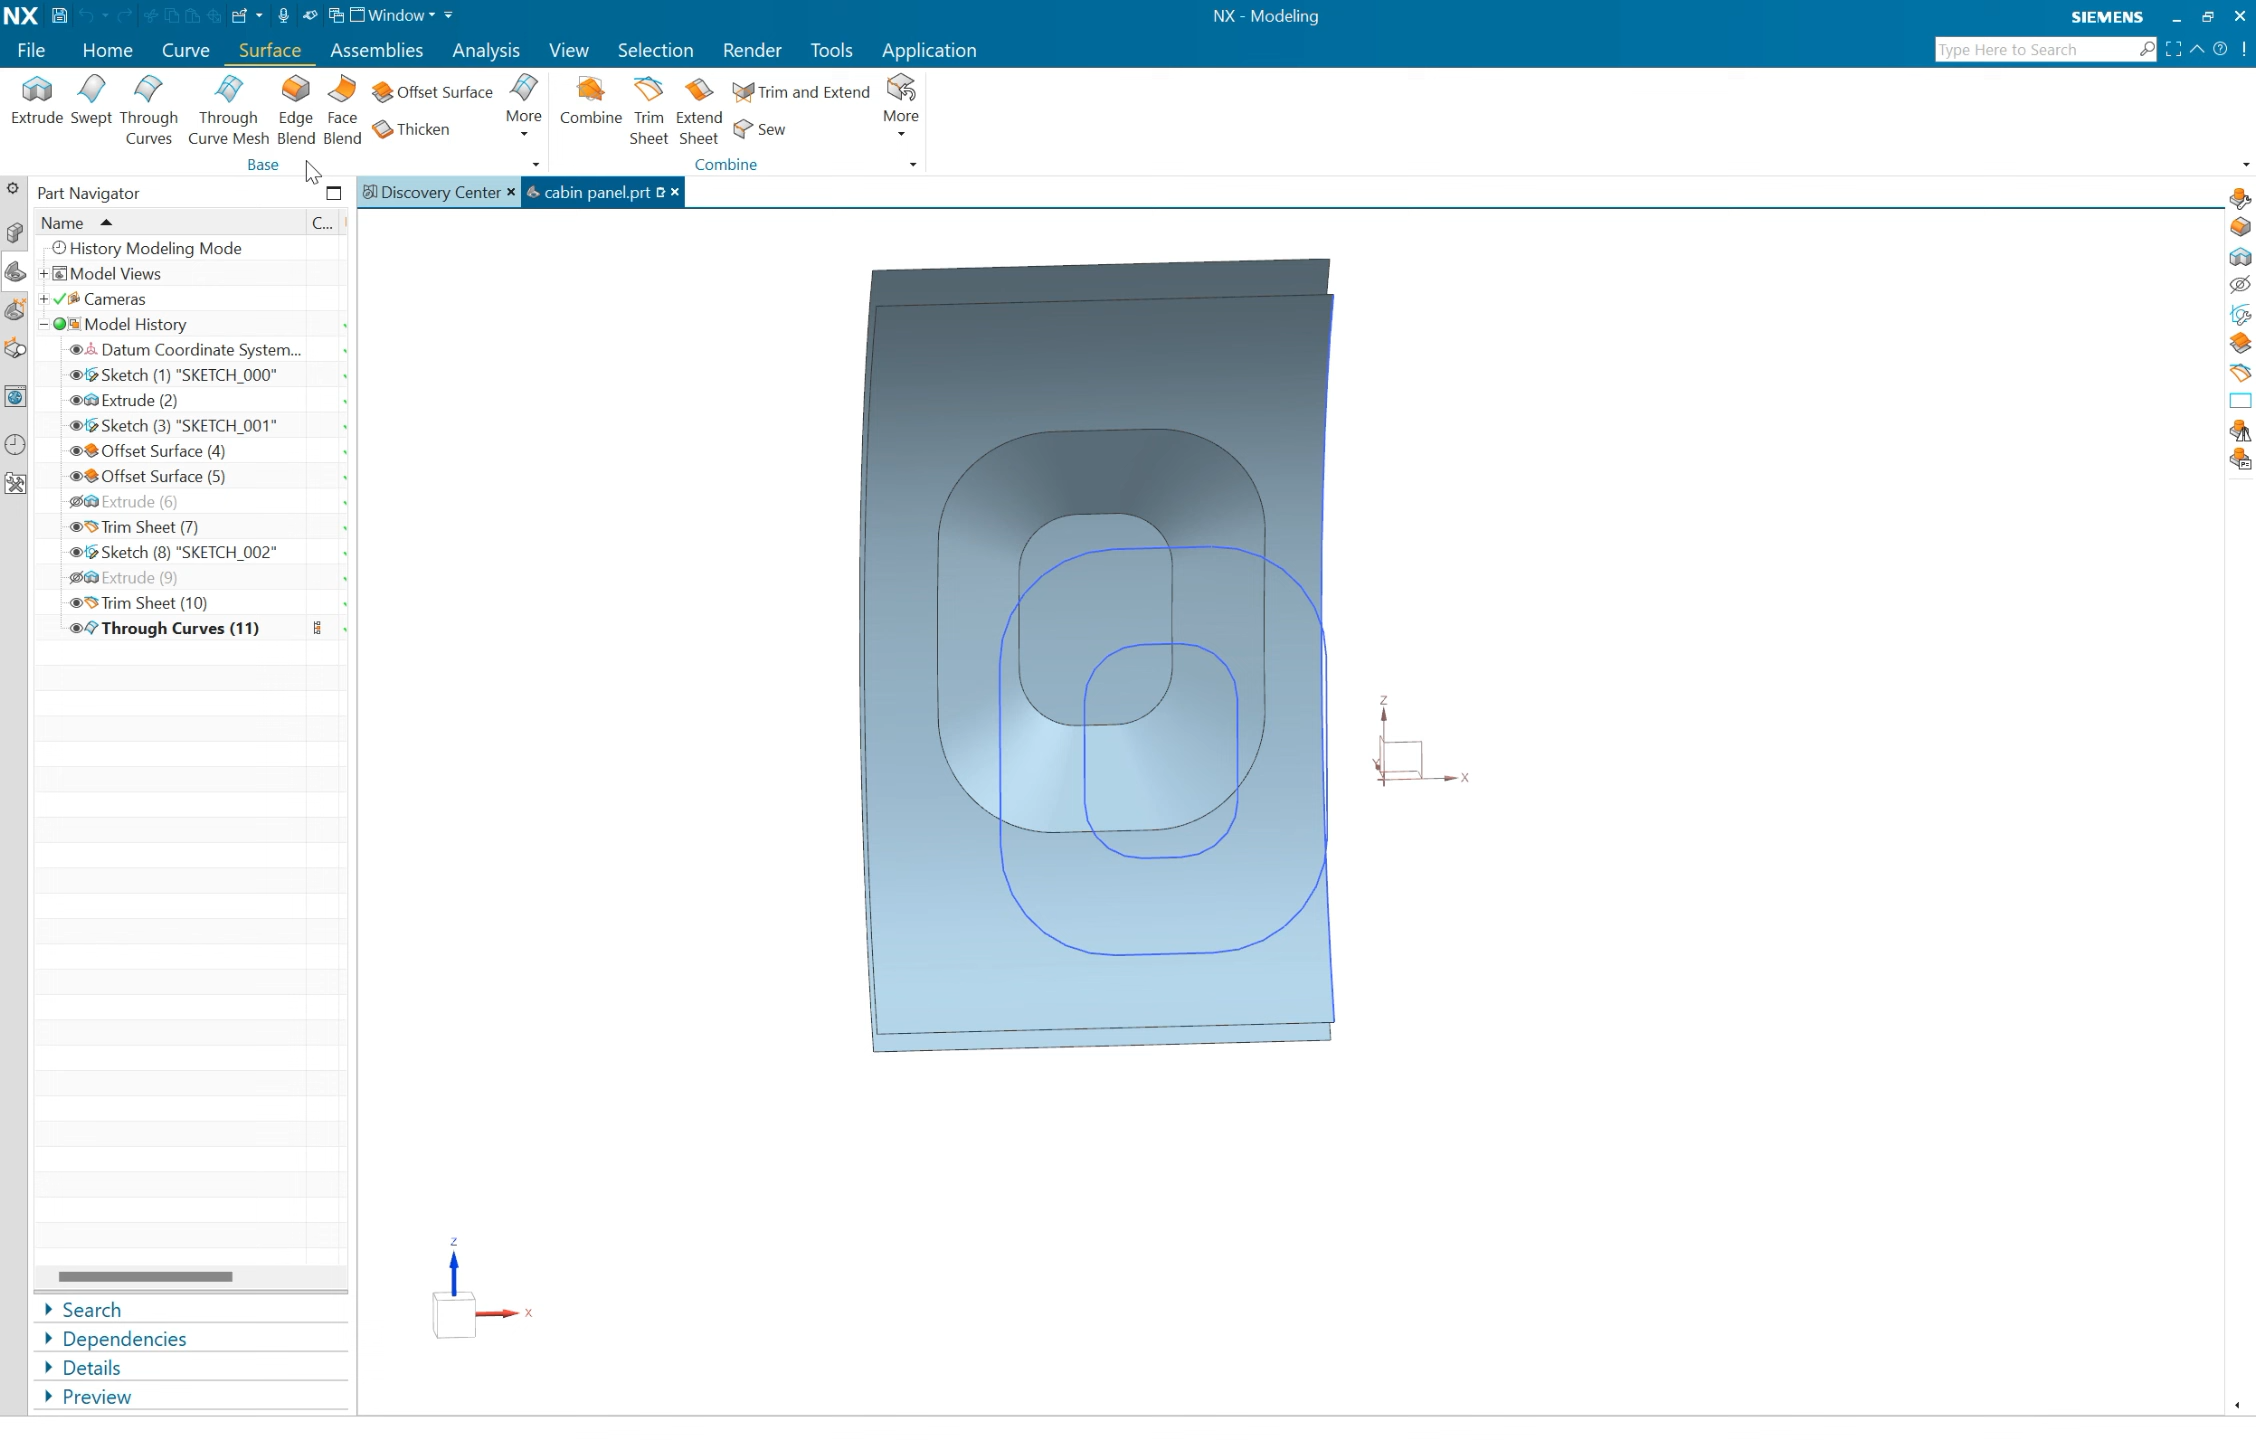 NX Window NX - Modeling SIEMENS
File Home Curve Surface Assemblies Analysis View Selection Render Tools Application Type Here to Search
Extrude Swept Through Curves Through Curve Mesh Edge Blend Face Blend Offset Surface Thicken More Combine Trim Sheet Extend Sheet Trim and Extend Sew More
Base Combine
Part Navigator Discovery Center cabin panel.prt
Name C...
History Modeling Mode
Model Views
Cameras
Model History
Datum Coordinate System...
Sketch (1) "SKETCH_000"
Extrude (2)
Sketch (3) "SKETCH_001"
Offset Surface (4)
Offset Surface (5)
Extrude (6)
Trim Sheet (7)
Sketch (8) "SKETCH_002"
Extrude (9)
Trim Sheet (10)
Through Curves (11)
Z
Y
X
Z
X
Search
Dependencies
Details
Preview